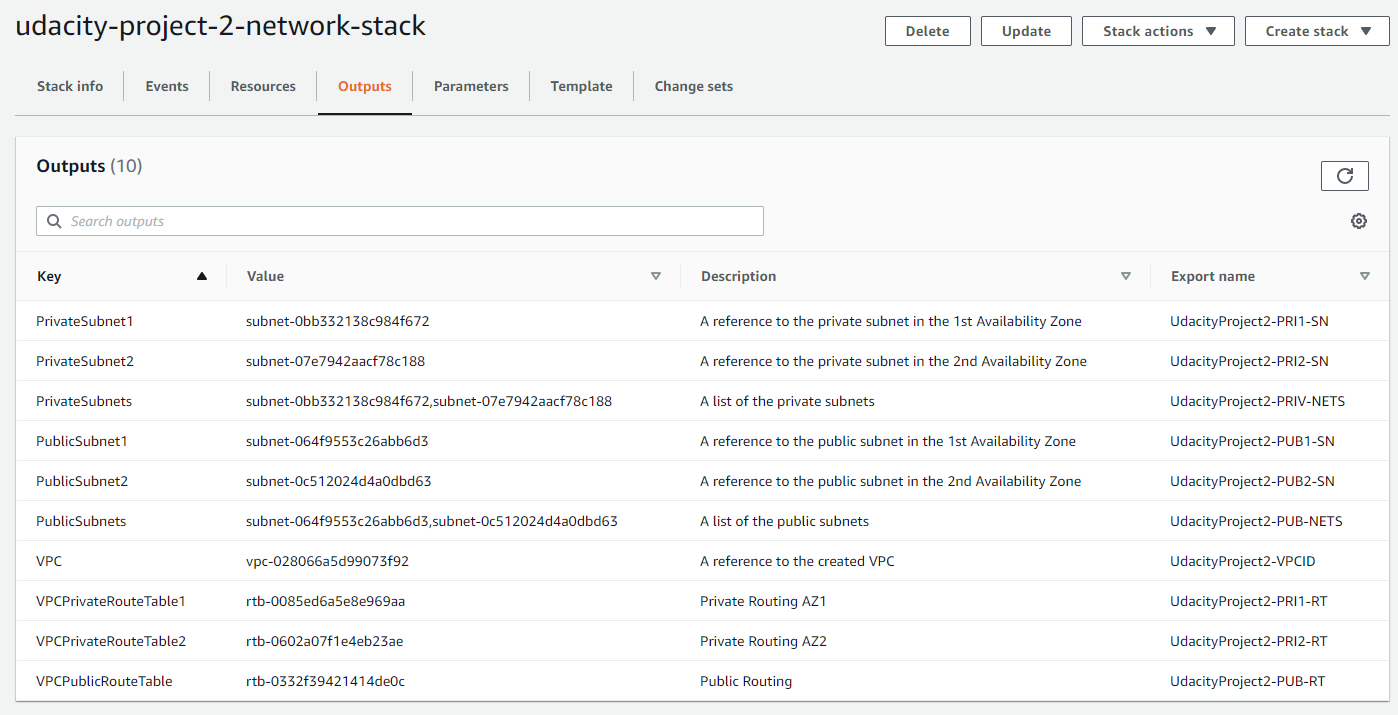 udacity-project-2-network-stack
Delete
Update
Stack actions
Create stack
Stack info
Events
Resources
Outputs
Parameters
Template
Change sets
Outputs (10)
Search outputs
Key Value Description Export name
PrivateSubnet1 subnet-0bb332138c984f672 A reference to the private subnet in the 1st Availability Zone UdacityProject2-PRI1-SN
PrivateSubnet2 subnet-07e7942aacf78c188 A reference to the private subnet in the 2nd Availability Zone UdacityProject2-PRI2-SN
PrivateSubnets subnet-0bb332138c984f672,subnet-07e7942aacf78c188 A list of the private subnets UdacityProject2-PRIV-NETS
PublicSubnet1 subnet-064f9553c26abb6d3 A reference to the public subnet in the 1st Availability Zone UdacityProject2-PUB1-SN
PublicSubnet2 subnet-0c512024d4a0dbd63 A reference to the public subnet in the 2nd Availability Zone UdacityProject2-PUB2-SN
PublicSubnets subnet-064f9553c26abb6d3,subnet-0c512024d4a0dbd63 A list of the public subnets UdacityProject2-PUB-NETS
VPC vpc-028066a5d99073f92 A reference to the created VPC UdacityProject2-VPCID
VPCPrivateRouteTable1 rtb-0085ed6a5e8e969aa Private Routing AZ1 UdacityProject2-PRI1-RT
VPCPrivateRouteTable2 rtb-0602a07f1e4eb23ae Private Routing AZ2 UdacityProject2-PRI2-RT
VPCPublicRouteTable rtb-0332f39421414de0c Public Routing UdacityProject2-PUB-RT